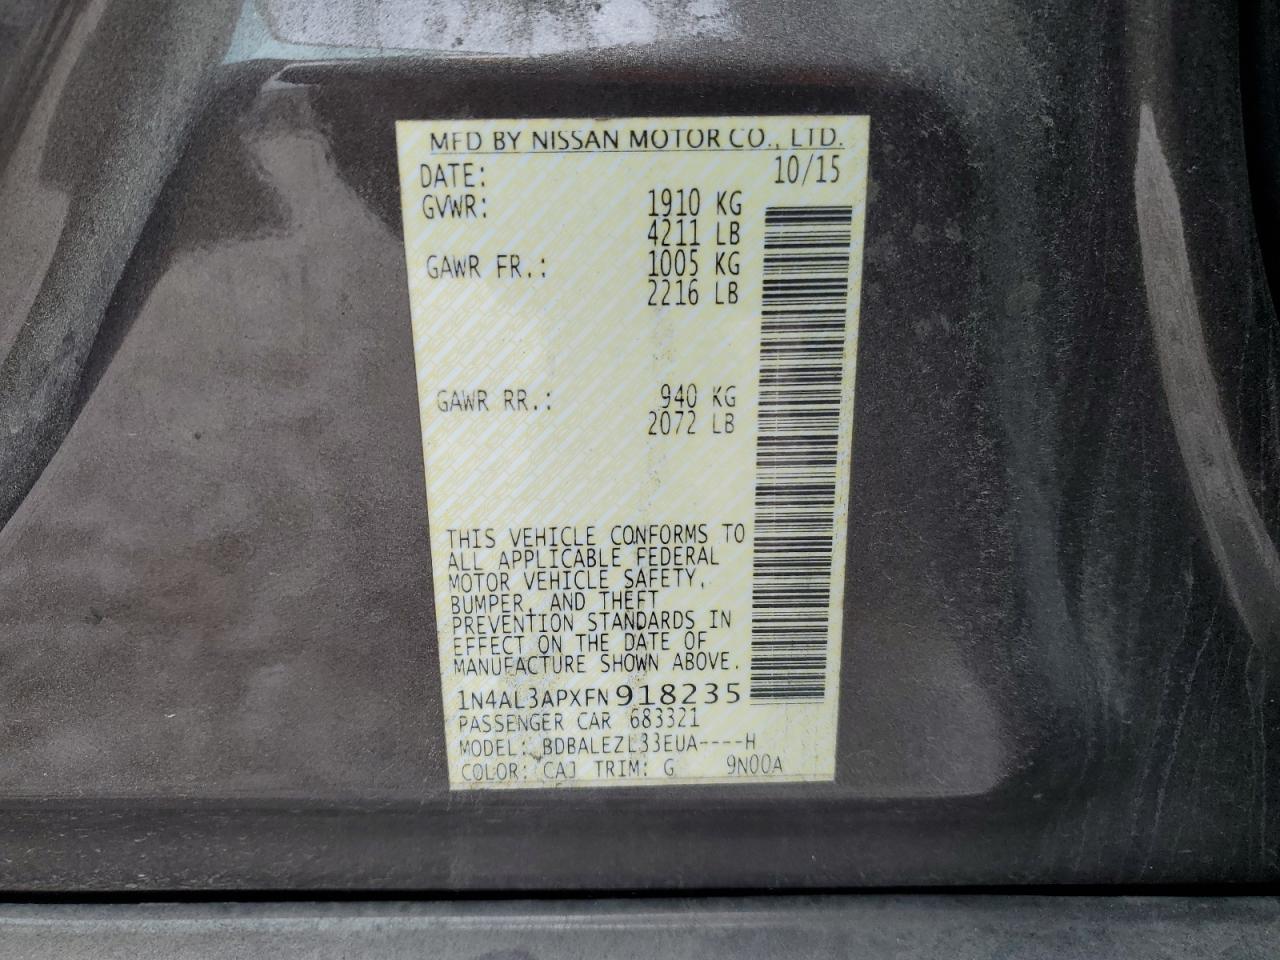 MFD BY NISSAN MOTOR CO., LTD.
DATE: 10/15
GVWR: 1910 KG
4211 LB
GAWR FR.: 1005 KG
2216 LB
GAWR RR.: 940 KG
2072 LB
THIS VEHICLE CONFORMS TO
ALL APPLICABLE FEDERAL
MOTOR VEHICLE SAFETY,
BUMPER, AND THEFT
PREVENTION STANDARDS IN
EFFECT ON THE DATE OF
MANUFACTURE SHOWN ABOVE.
1N4AL3APXFN918235
PASSENGER CAR 683321
MODEL: BDBALEZL33EUA----H
COLOR: CAJ TRIM: G 9N00A